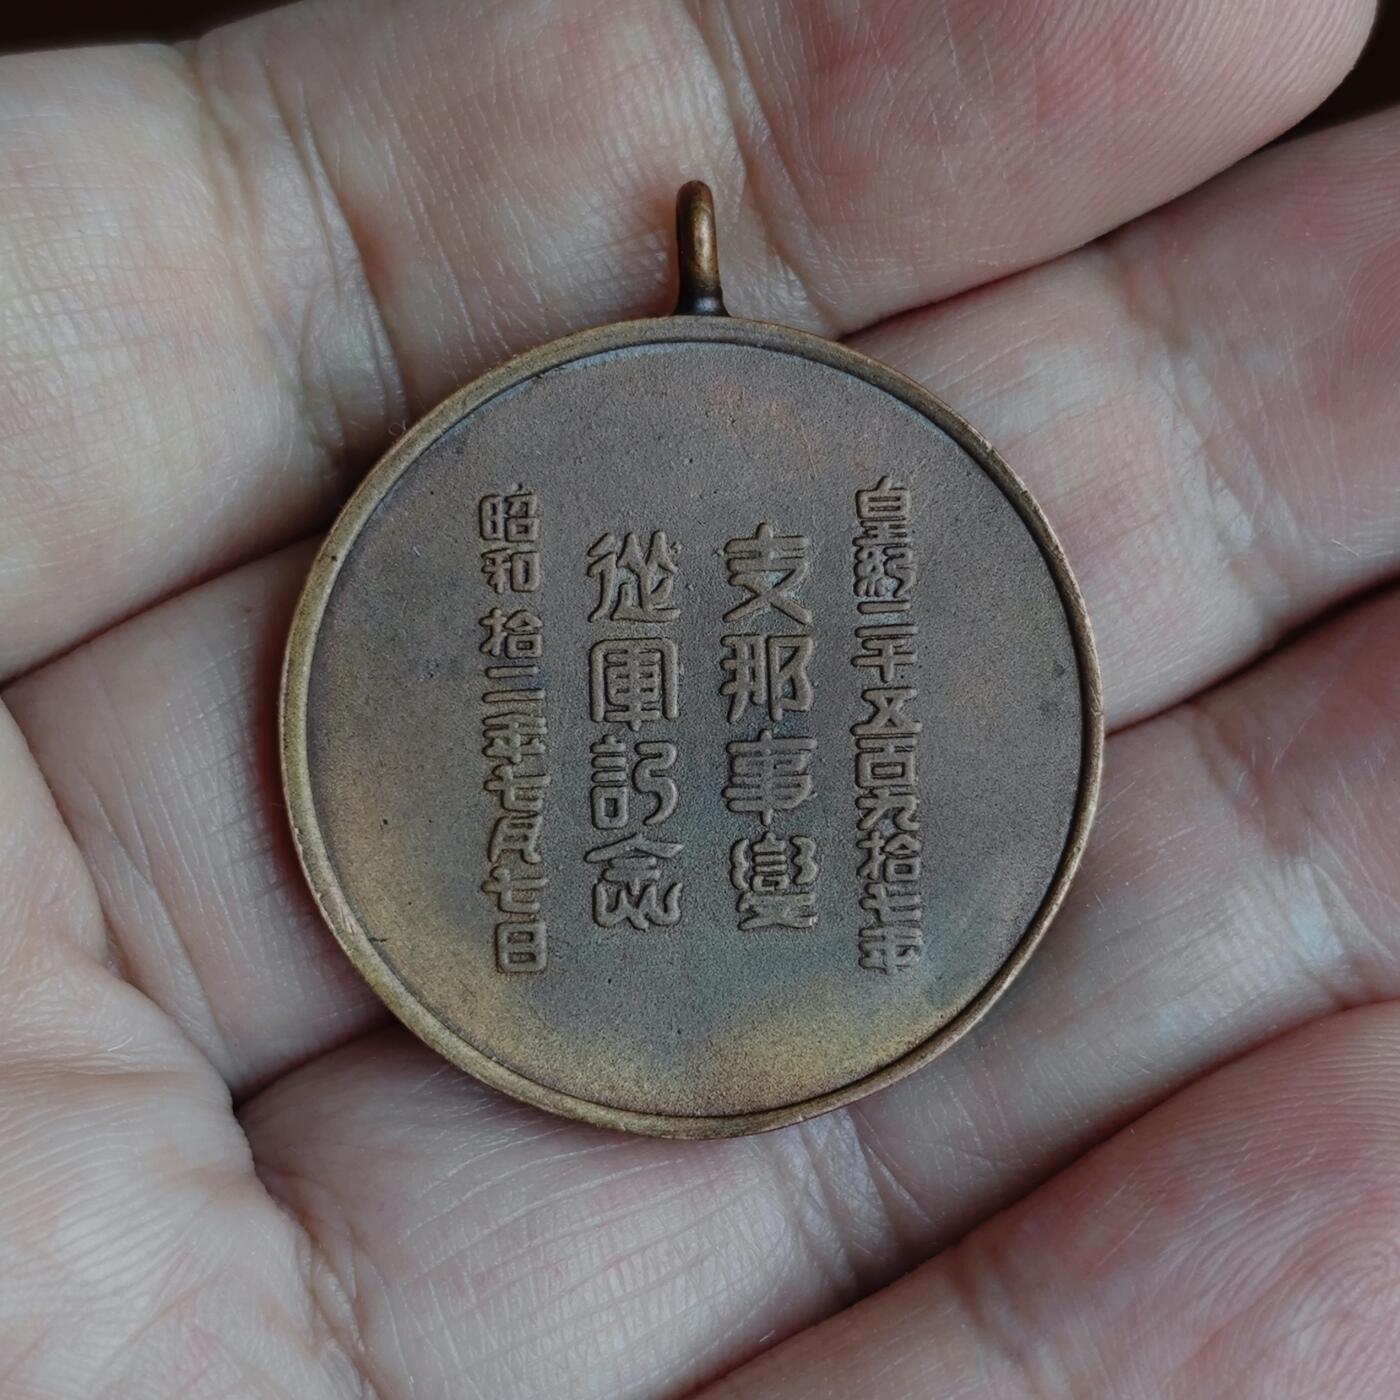 皇紀二千五百九拾七年
支那事變
從軍記念
昭和拾二年七月七日